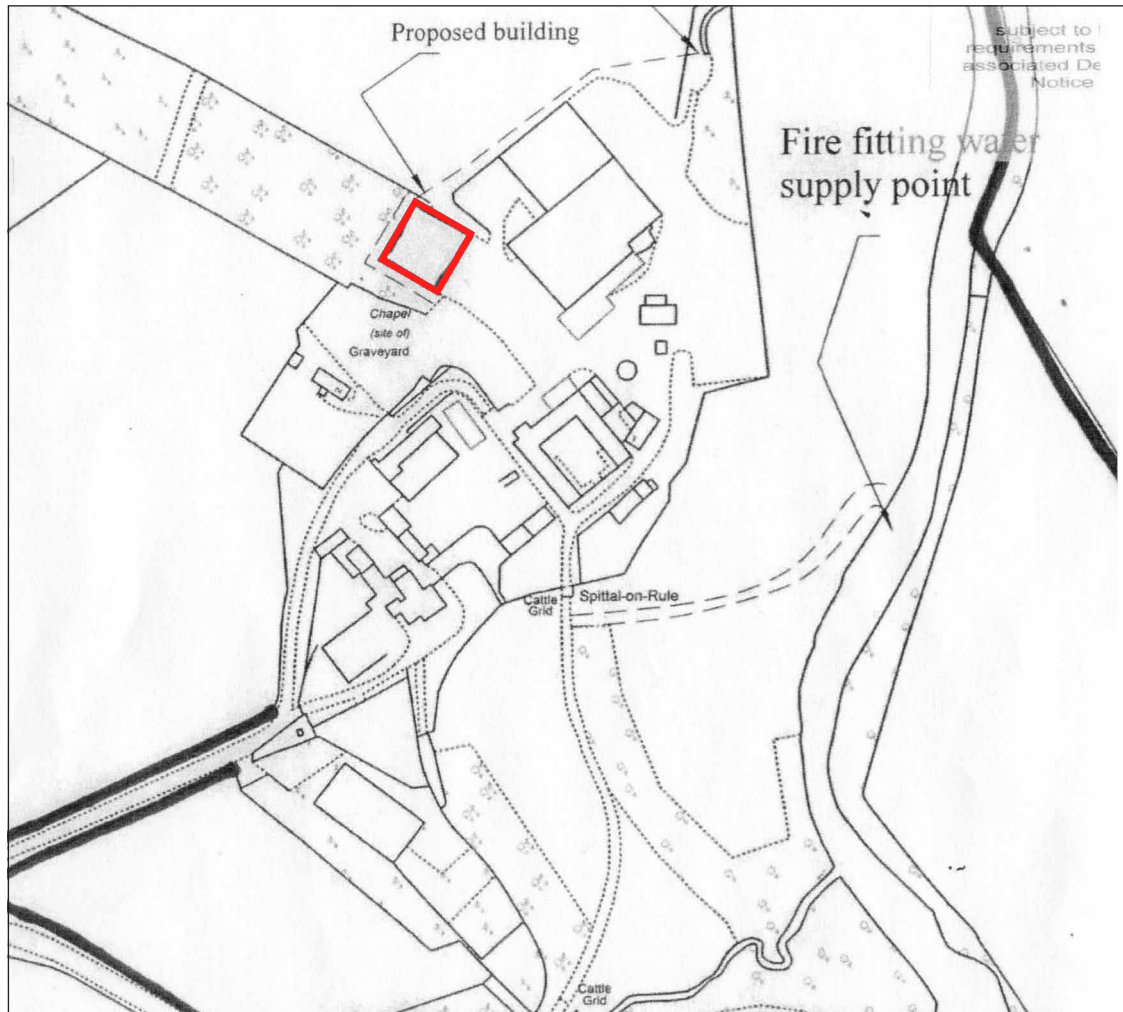 Proposed building
subject to
requirements
associated De
Notice
Fire fitting water
supply point
Chapel
(site of)
Graveyard
Cattle
Grid
Spittal-on-Rule
Cattle
Grid